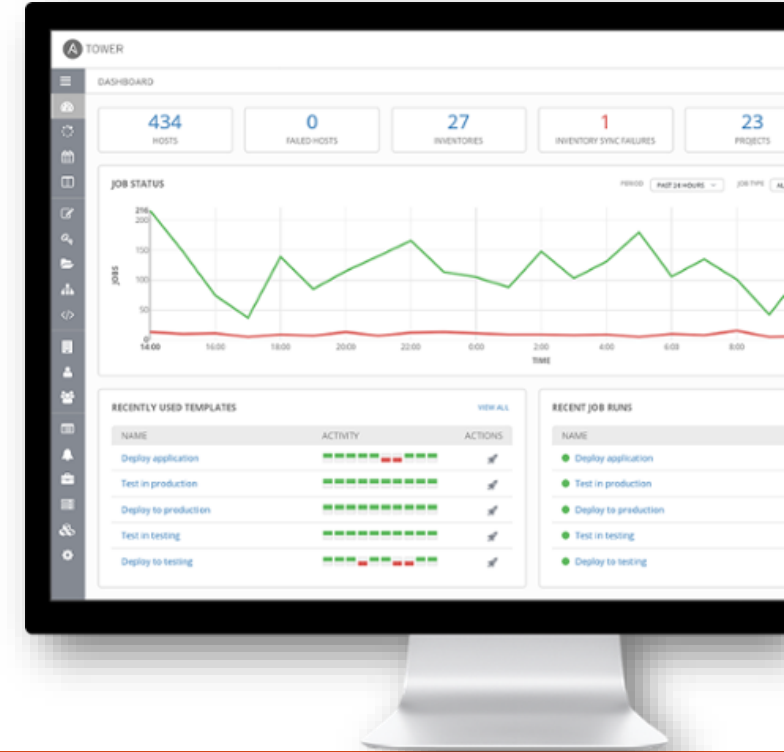 A TOWER
DASHBOARD
434
HOSTS
0
FAILED HOSTS
27
INVENTORIES
1
INVENTORY SYNC FAILURES
23
PROJECTS
JOB STATUS
PERIOD PAST 24 HOURS JOB TYPE
JOBS
216
200
150
100
50
0
14:00 16:00 18:00 20:00 22:00 0:00 2:00 4:00 6:00 8:00
TIME
RECENTLY USED TEMPLATES VIEW ALL
NAME ACTIVITY ACTIONS
Deploy application
Test in production
Deploy to production
Test in testing
Deploy to testing
RECENT JOB RUNS
NAME
Deploy application
Test in production
Deploy to production
Test in testing
Deploy to testing